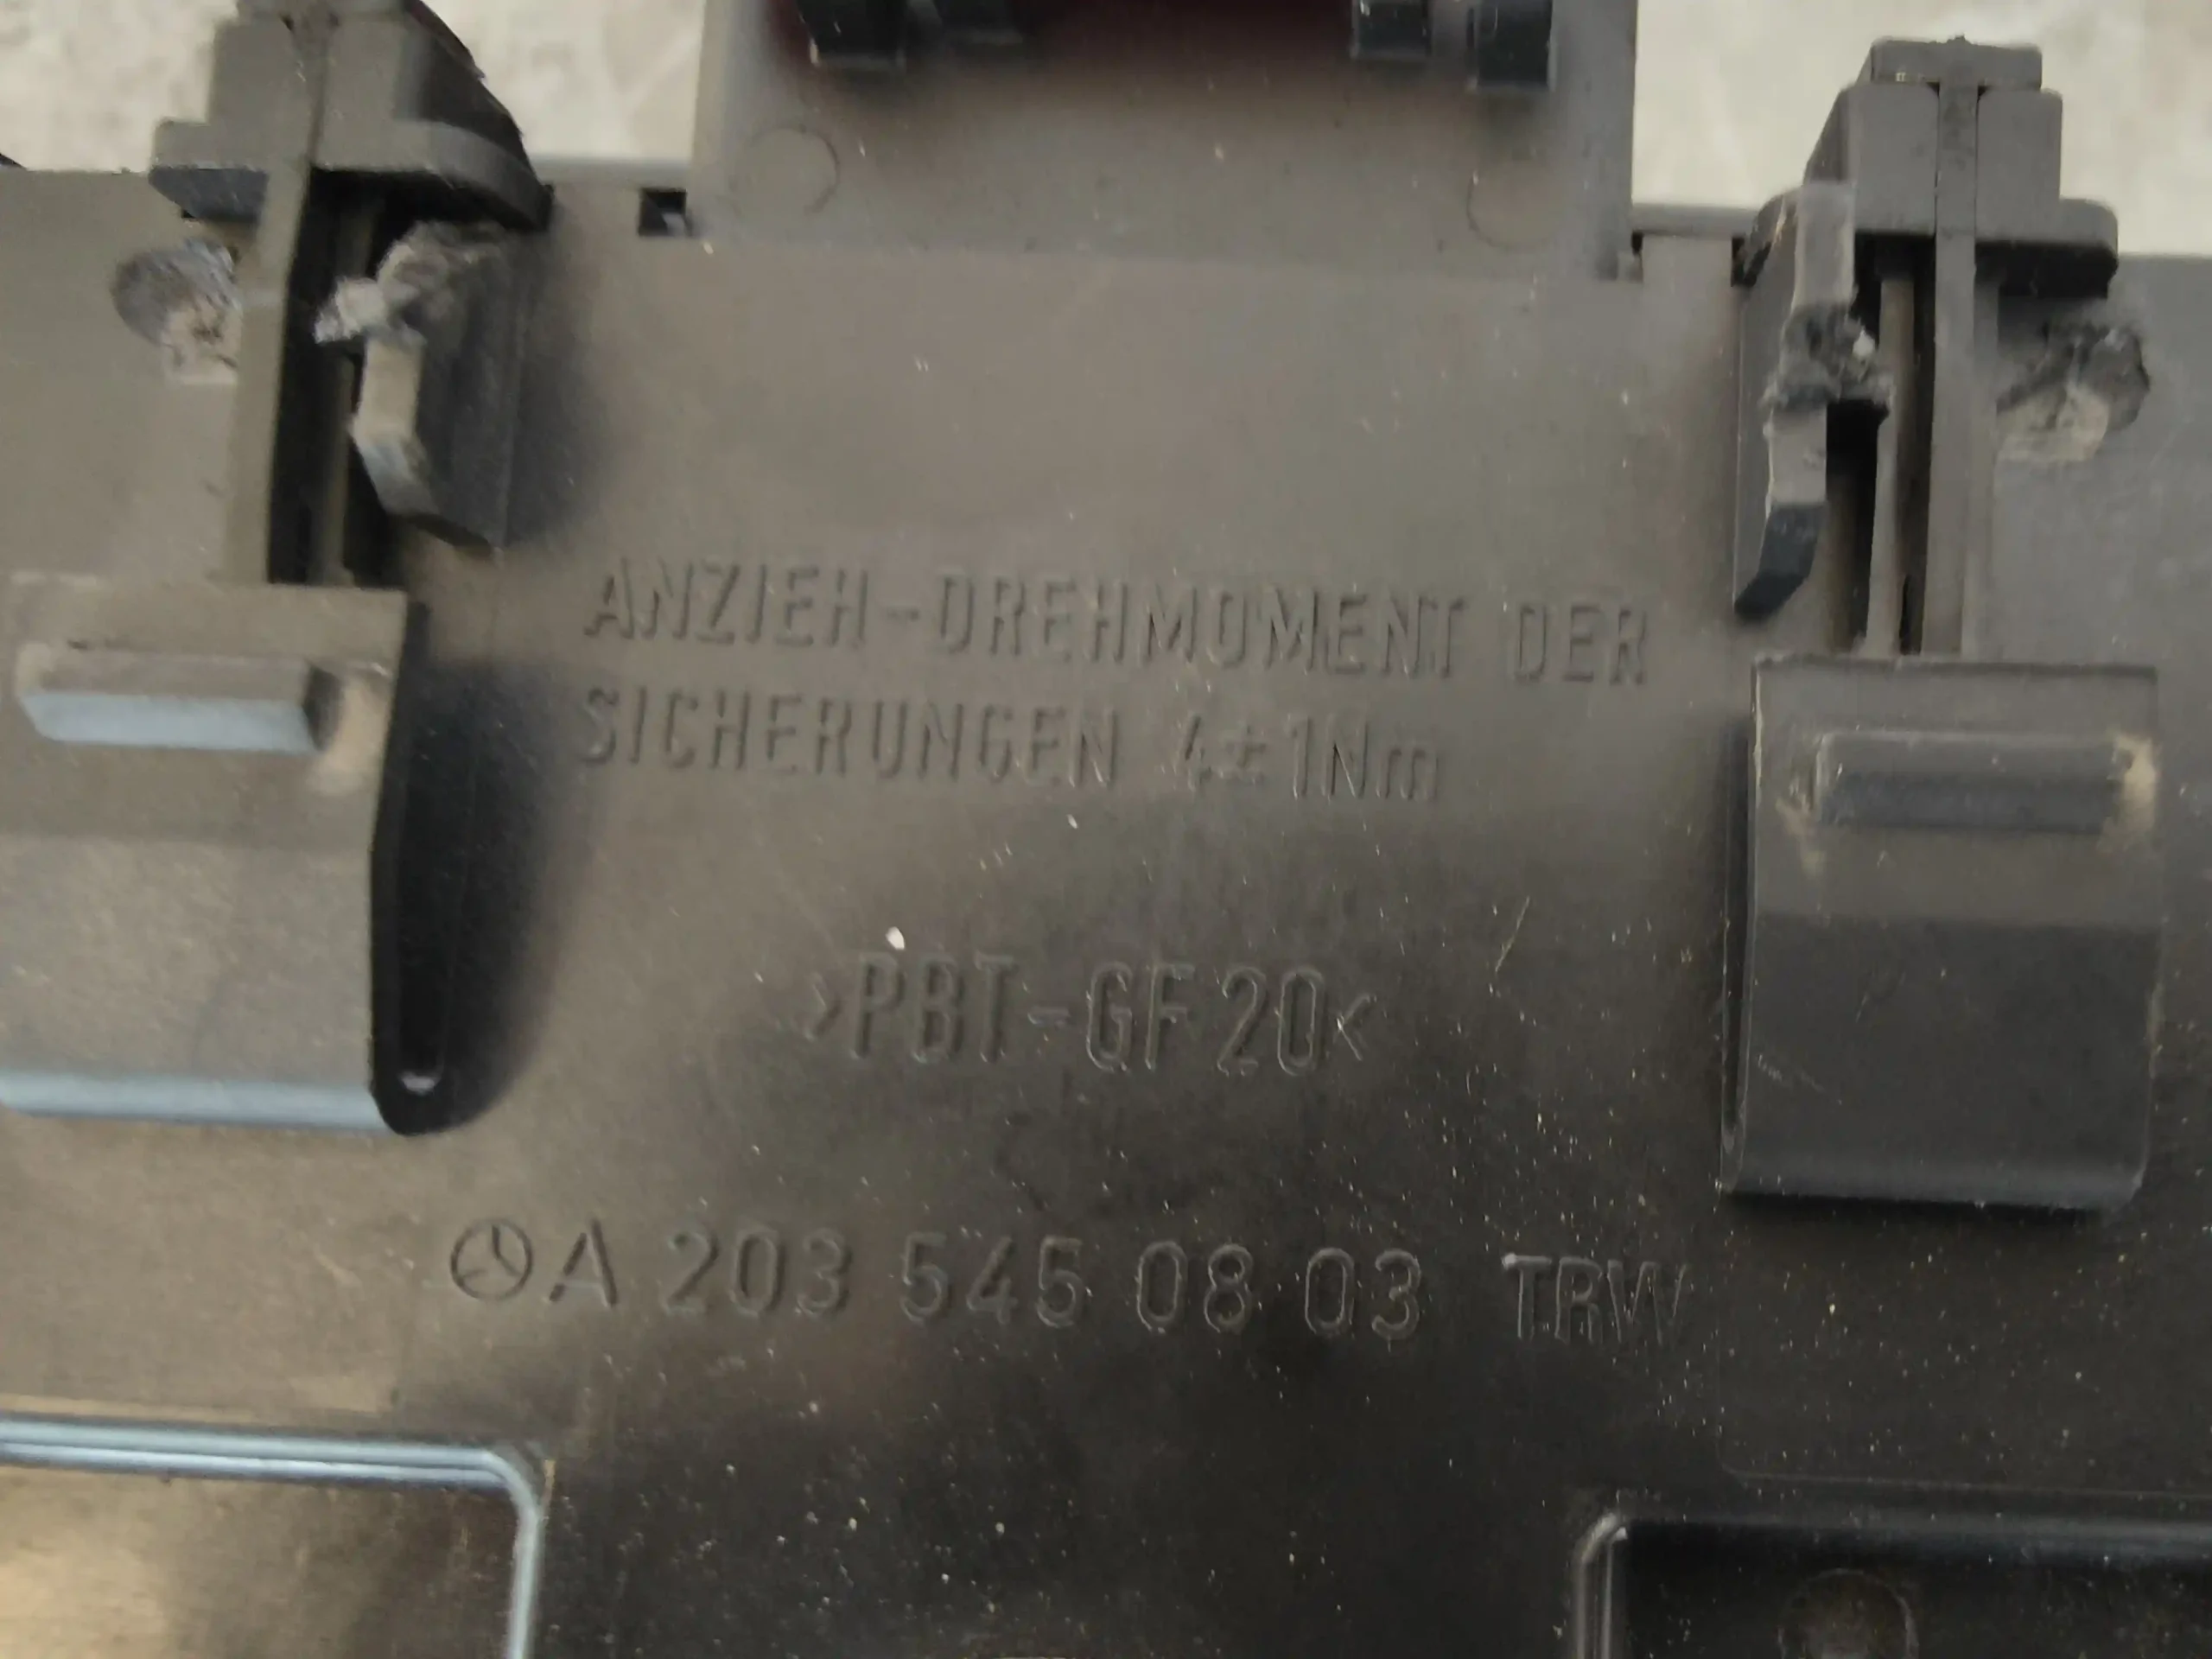 ANZIEH-DREHMOMENT DER
SICHERUNGEN 4±1Nm
>PBT-GF20<
A 203 545 08 03 TRW